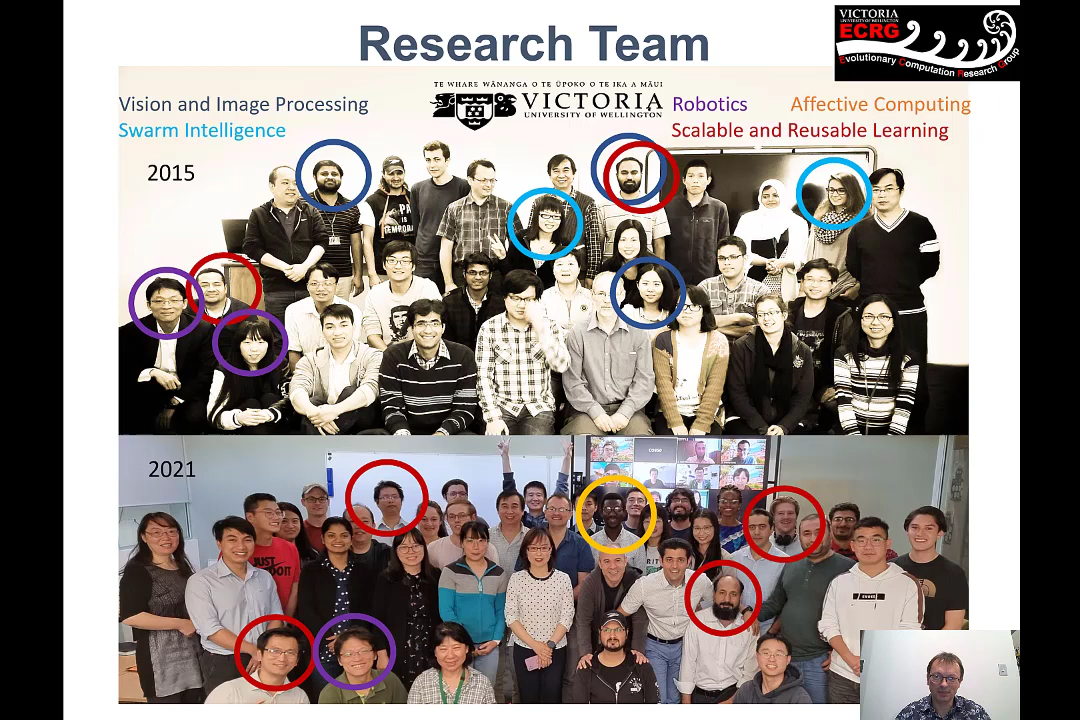 Research Team
VICTORIA
UNIVERSITY OF WELLINGTON
ECRG
Evolutionary Computation Research Group
TE WHARE WĀNANGA O TE ŪPOKO O TE IKA A MĀUI
VICTORIA
UNIVERSITY OF WELLINGTON
Vision and Image Processing
Robotics
Affective Computing
Swarm Intelligence
Scalable and Reusable Learning
2015
2021
JUST